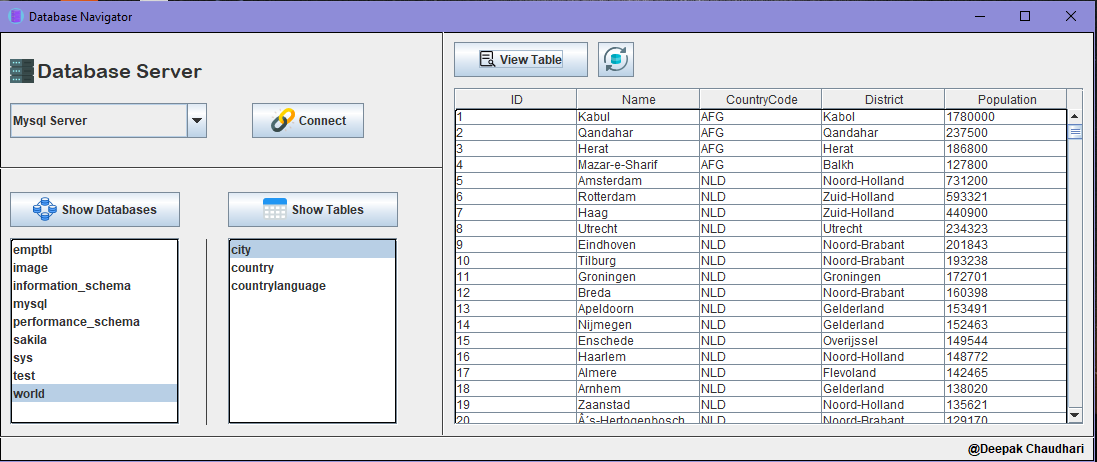 Database Navigator
Database Server
Mysql Server
Connect
Show Databases
Show Tables
emptbl
image
information_schema
mysql
performance_schema
sakila
sys
test
world
city
country
countrylanguage
View Table
ID Name CountryCode District Population
1 Kabul AFG Kabol 1780000
2 Qandahar AFG Qandahar 237500
3 Herat AFG Herat 186800
4 Mazar-e-Sharif AFG Balkh 127800
5 Amsterdam NLD Noord-Holland 731200
6 Rotterdam NLD Zuid-Holland 593321
7 Haag NLD Zuid-Holland 440900
8 Utrecht NLD Utrecht 234323
9 Eindhoven NLD Noord-Brabant 201843
10 Tilburg NLD Noord-Brabant 193238
11 Groningen NLD Groningen 172701
12 Breda NLD Noord-Brabant 160398
13 Apeldoorn NLD Gelderland 153491
14 Nijmegen NLD Gelderland 152463
15 Enschede NLD Overijssel 149544
16 Haarlem NLD Noord-Holland 148772
17 Almere NLD Flevoland 142465
18 Arnhem NLD Gelderland 138020
19 Zaanstad NLD Noord-Holland 135621
20 Â´s-Hertogenbosch NLD Noord-Brabant 129170
@Deepak Chaudhari